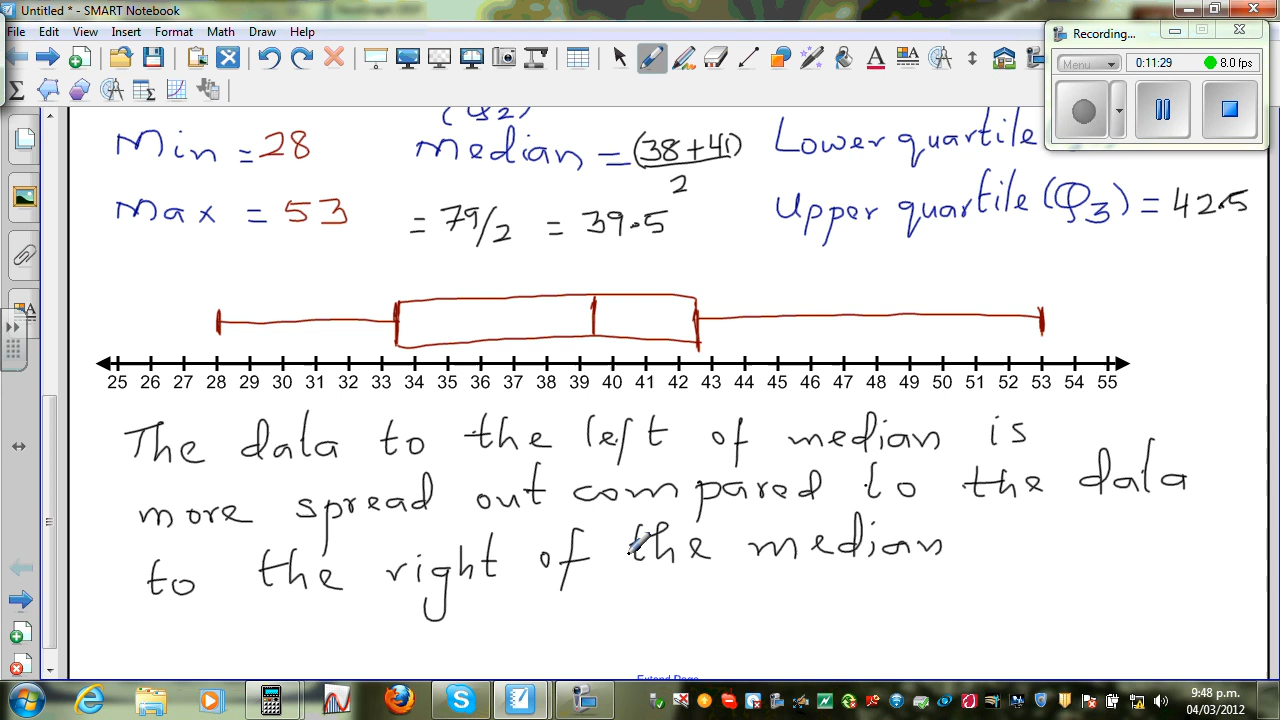 Untitled * - SMART Notebook
File Edit View Insert Format Math Draw Help
Recording...
Menu 0:11:29 8.0 fps
(Q2)
Min = 28
Median = (38+41)
2
Lower quartile
Max = 53
= 79/2 = 39.5
Upper quartile (Q3) = 42.5
25 26 27 28 29 30 31 32 33 34 35 36 37 38 39 40 41 42 43 44 45 46 47 48 49 50 51 52 53 54 55
The data to the left of median is
more spread out compared to the data
to the right of the median
Extend Page
9:48 p.m.
04/03/2012